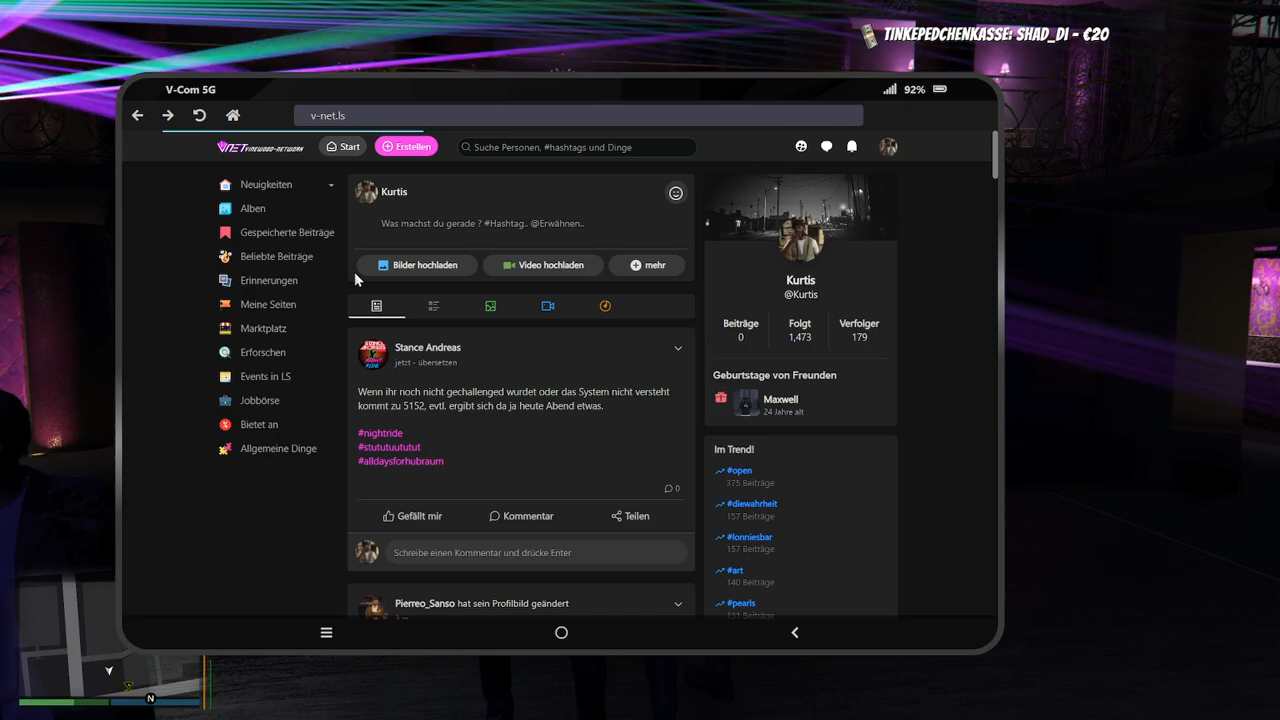 TINKEPEDCHENKASSE: SHAD_DI - €20
V-Com 5G
92%
v-net.ls
VNET VINEWOOD-NETWORK
Start
Erstellen
Suche Personen, #hashtags und Dinge
Neuigkeiten
Alben
Gespeicherte Beiträge
Beliebte Beiträge
Erinnerungen
Meine Seiten
Marktplatz
Erforschen
Events in LS
Jobbörse
Bietet an
Allgemeine Dinge
Kurtis
Was machst du gerade ? #Hashtag.. @Erwähnen..
Bilder hochladen
Video hochladen
mehr
Stance Andreas
jetzt - übersetzen
Wenn ihr noch nicht gechallenged wurdet oder das System nicht versteht
kommt zu 5152, evtl. ergibt sich da ja heute Abend etwas.
#nightride
#stututuututut
#alldaysforhubraum
0
Gefällt mir
Kommentar
Teilen
Schreibe einen Kommentar und drücke Enter
Pierreo_Sanso hat sein Profilbild geändert
Kurtis
@Kurtis
Beiträge
0
Folgt
1,473
Verfolger
179
Geburtstage von Freunden
Maxwell
24 Jahre alt
Im Trend!
#open
375 Beiträge
#diewahrheit
157 Beiträge
#lonniesbar
157 Beiträge
#art
140 Beiträge
#pearls
131 Beiträge
N